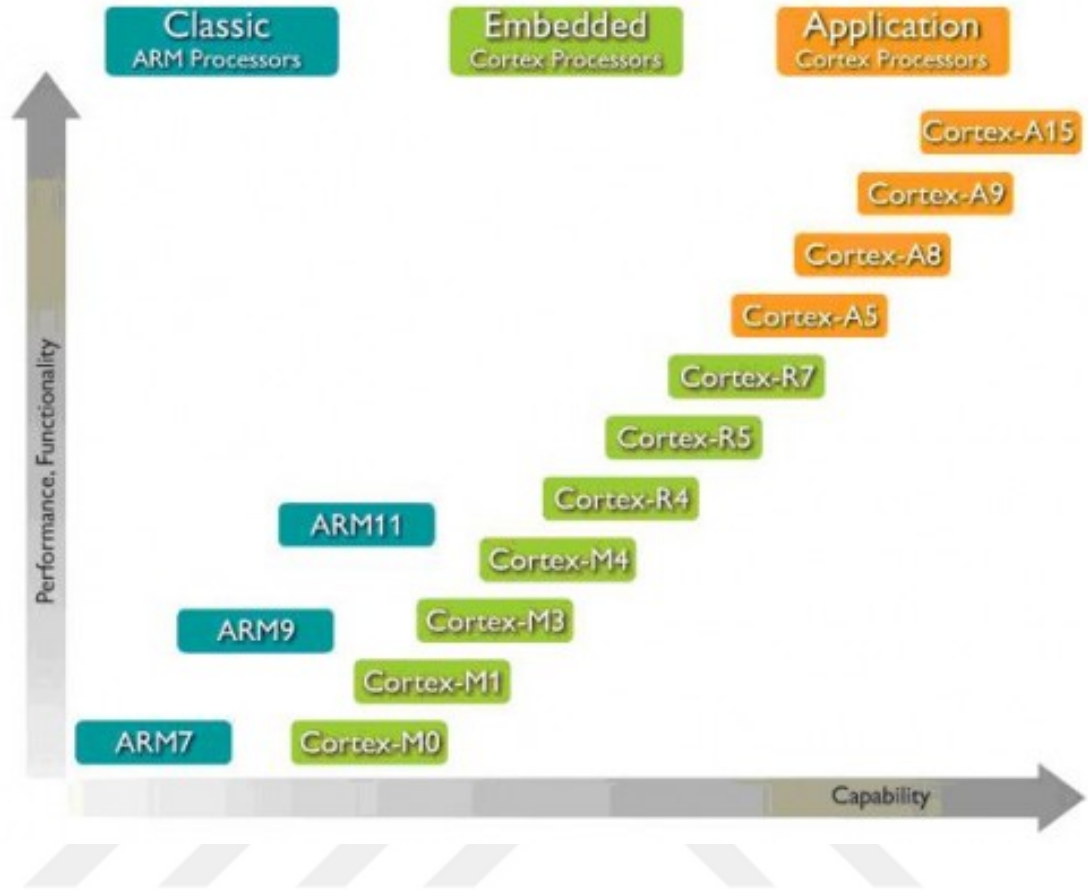 Classic
ARM Processors
Embedded
Cortex Processors
Application
Cortex Processors
Cortex-A15
Cortex-A9
Cortex-A8
Cortex-A5
Cortex-R7
Cortex-R5
Cortex-R4
ARM11
Cortex-M4
Cortex-M3
ARM9
Cortex-M1
ARM7
Cortex-M0
Performance, Functionality
Capability